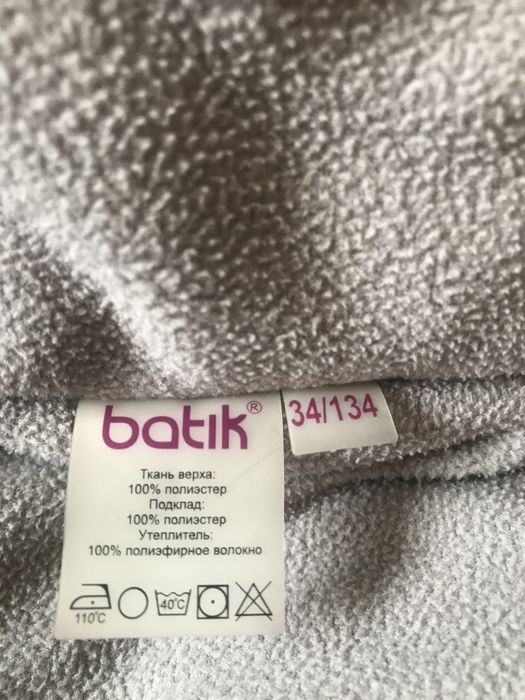 batik®
34/134
Ткань верха:
100% полиэстер
Подклад:
100% полиэстер
Утеплитель:
100% полиэфирное волокно
110°C 40°C